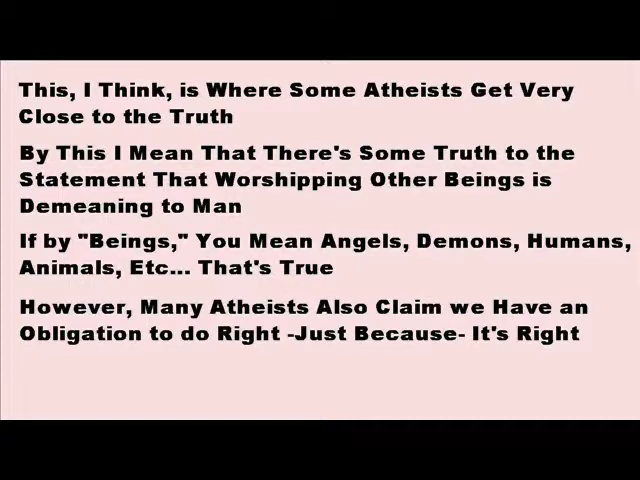 This, I Think, is Where Some Atheists Get Very
Close to the Truth
By This I Mean That There's Some Truth to the
Statement That Worshipping Other Beings is
Demeaning to Man
If by "Beings," You Mean Angels, Demons, Humans,
Animals, Etc... That's True
However, Many Atheists Also Claim we Have an
Obligation to do Right -Just Because- It's Right